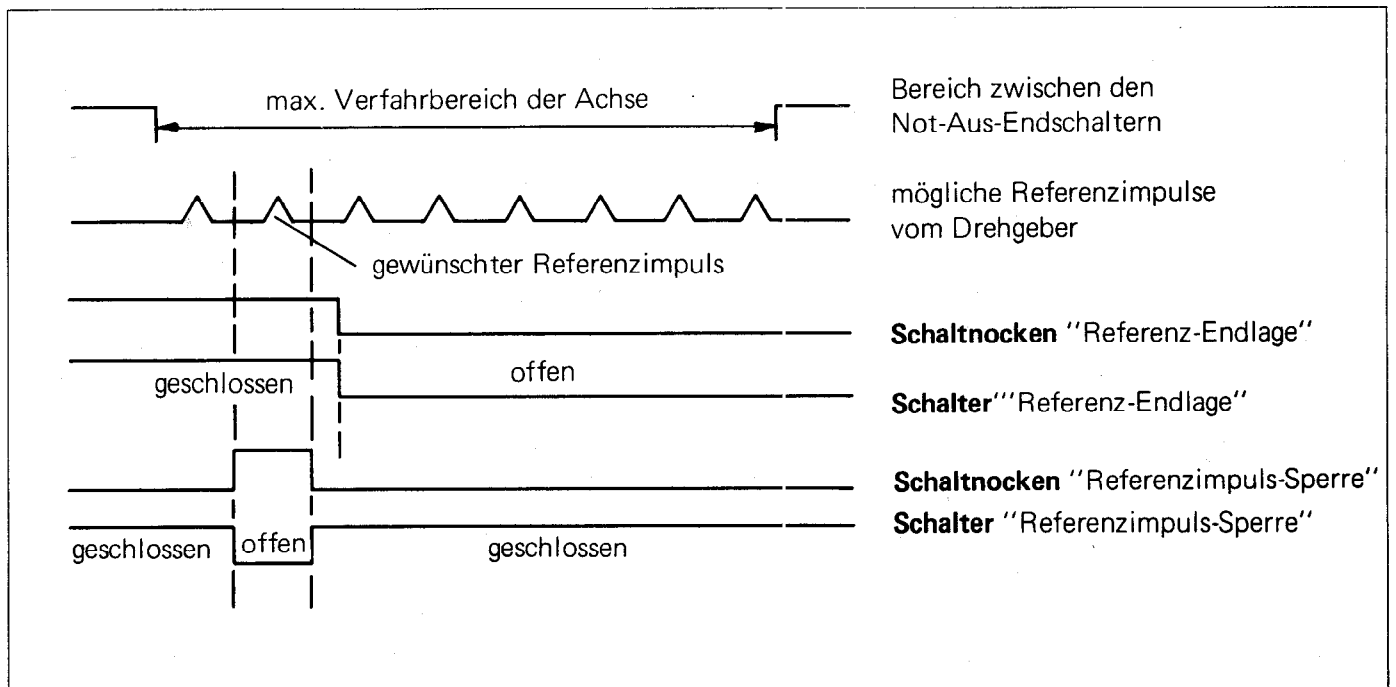 max. Verfahrbereich der Achse
Bereich zwischen den
Not-Aus-Endschaltern
mögliche Referenzimpulse
vom Drehgeber
gewünschter Referenzimpuls
Schaltnocken "Referenz-Endlage"
geschlossen
offen
Schalter'"Referenz-Endlage"
Schaltnocken "Referenzimpuls-Sperre"
Schalter "Referenzimpuls-Sperre"
geschlossen
offen
geschlossen